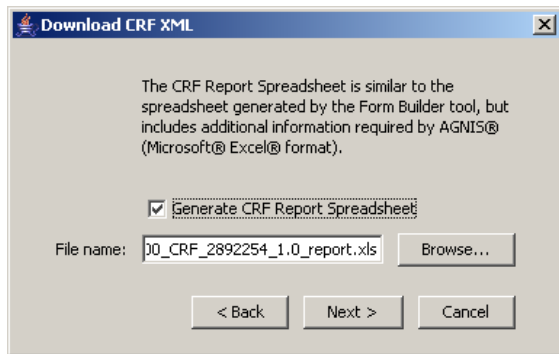 Download CRF XML
The CRF Report Spreadsheet is similar to the
spreadsheet generated by the Form Builder tool, but
includes additional information required by AGNIS®
(Microsoft® Excel® format).
Generate CRF Report Spreadsheet
File name: 00_CRF_2892254_1.0_report.xls Browse...
< Back Next > Cancel